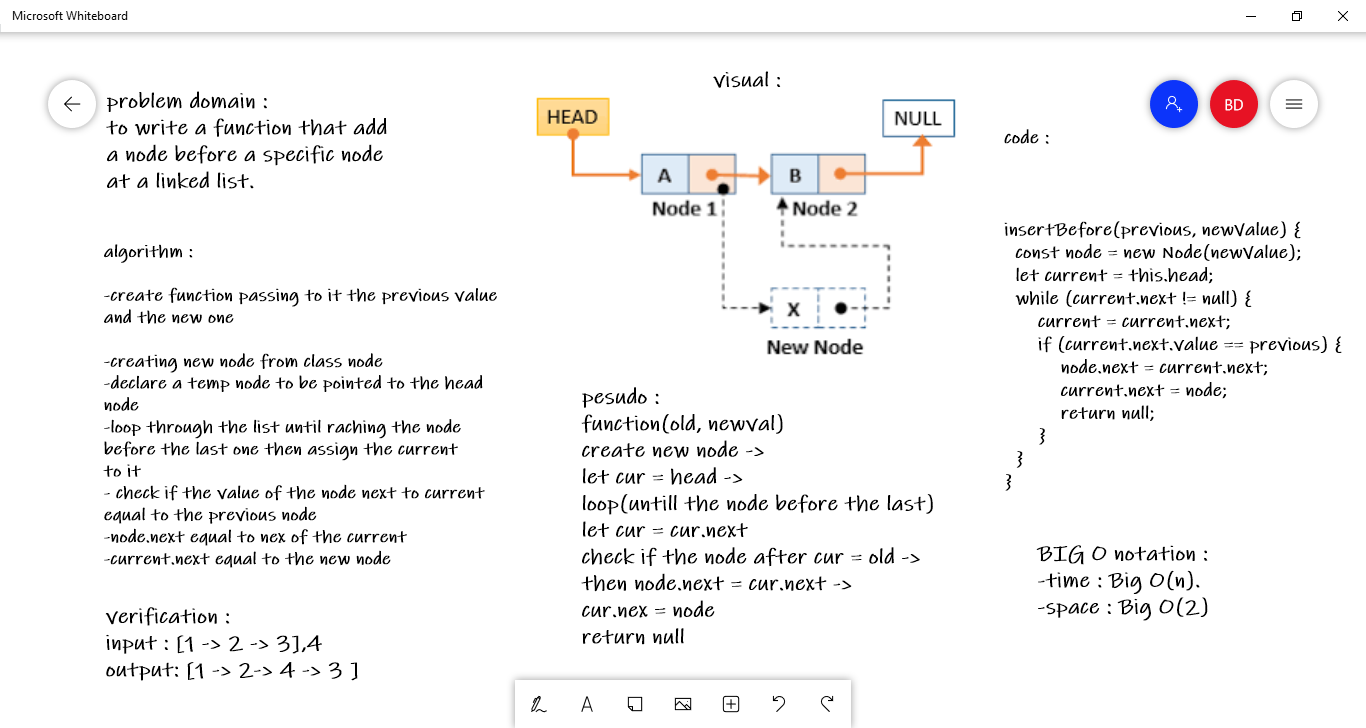 Microsoft Whiteboard
problem domain :
to write a function that add
a node before a specific node
at a linked list.
algorithm :
-create function passing to it the previous value
and the new one
-creating new node from class node
-declare a temp node to be pointed to the head
node
-loop through the list until raching the node
before the last one then assign the current
to it
- check if the value of the node next to current
equal to the previous node
-node.next equal to nex of the current
-current.next equal to the new node
verification :
input : [1 -> 2 -> 3],4
output: [1 -> 2-> 4 -> 3 ]
visual :
HEAD
NULL
A
B
Node 1
Node 2
X
New Node
pesudo :
function(old, newval)
create new node ->
let cur = head ->
loop(untill the node before the last)
let cur = cur.next
check if the node after cur = old ->
then node.next = cur.next ->
cur.nex = node
return null
BD
code :
insertBefore(previous, newValue) {
const node = new Node(newValue);
let current = this.head;
while (current.next != null) {
current = current.next;
if (current.next.value == previous) {
node.next = current.next;
current.next = node;
return null;
}
}
}
BIG O notation :
-time : Big O(n).
-space : Big O(2)
A